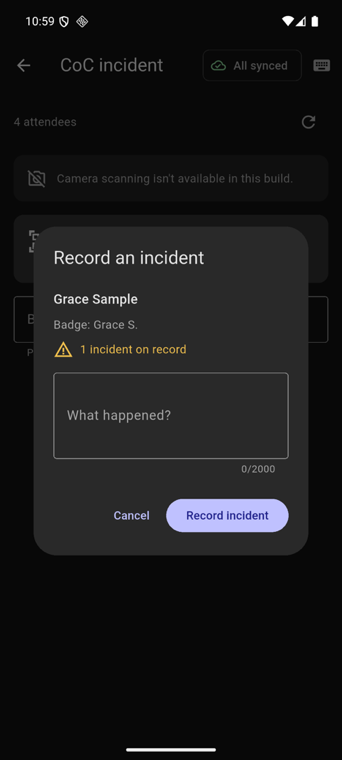 10:59
CoC incident
All synced
4 attendees
Camera scanning isn't available in this build.
Record an incident
Grace Sample
Badge: Grace S.
1 incident on record
What happened?
0/2000
Cancel
Record incident